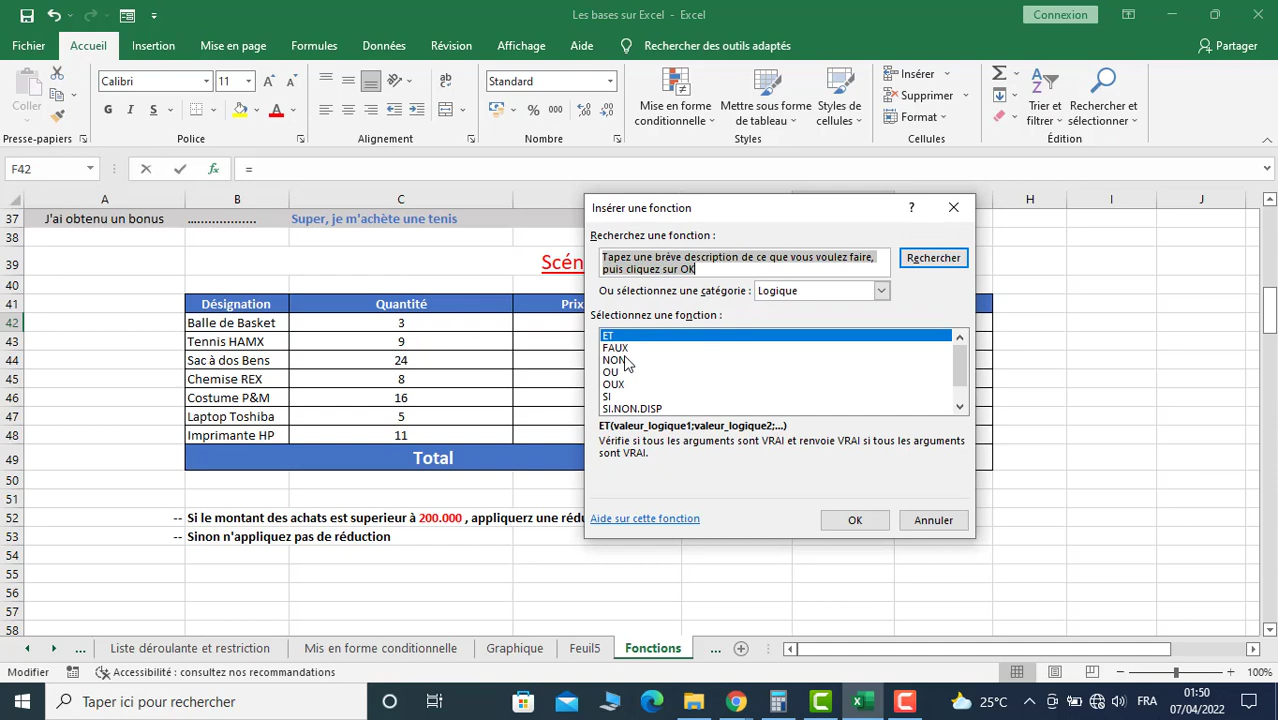 Les bases sur Excel - Excel
Connexion
Fichier Accueil Insertion Mise en page Formules Données Révision Affichage Aide Rechercher des outils adaptés Partager
Coller
Calibri 11
G I S
Standard
% 000
Mise en forme conditionnelle
Mettre sous forme de tableau
Styles de cellules
Insérer
Supprimer
Format
Trier et filtrer
Rechercher et sélectionner
Presse-papiers Police Alignement Nombre Styles Cellules Édition
F42 fx =
A B C H I J
37 J'ai obtenu un bonus ................... Super, je m'achète une tenis
38
39 Scén
40
41 Désignation Quantité Prix
42 Balle de Basket 3
43 Tennis HAMX 9
44 Sac à dos Bens 24
45 Chemise REX 8
46 Costume P&M 16
47 Laptop Toshiba 5
48 Imprimante HP 11
49 Total
50
51
52 -- Si le montant des achats est superieur à 200.000 , appliquerz une rédu
53 -- Sinon n'appliquez pas de réduction
54
55
56
57
58
Insérer une fonction ?
Recherchez une fonction :
Tapez une brève description de ce que vous voulez faire,
puis cliquez sur OK
Rechercher
Ou sélectionnez une catégorie : Logique
Sélectionnez une fonction :
ET
FAUX
NON
OU
OUX
SI
SI.NON.DISP
ET(valeur_logique1;valeur_logique2;...)
Vérifie si tous les arguments sont VRAI et renvoie VRAI si tous les arguments
sont VRAI.
Aide sur cette fonction
OK Annuler
... Liste déroulante et restriction Mis en forme conditionnelle Graphique Feuil5 Fonctions ...
Modifier Accessibilité : consultez nos recommandations 100%
Taper ici pour rechercher
25°C FRA 01:50
07/04/2022